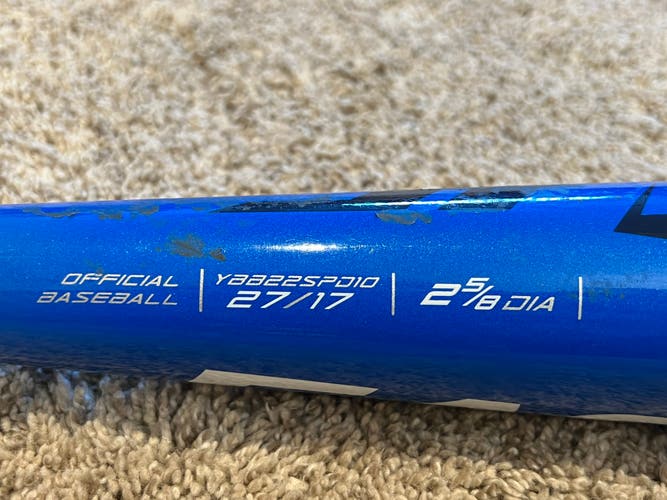 OFFICIAL
BASEBALL
YBB22SPD10
27/17
2 5/8 DIA